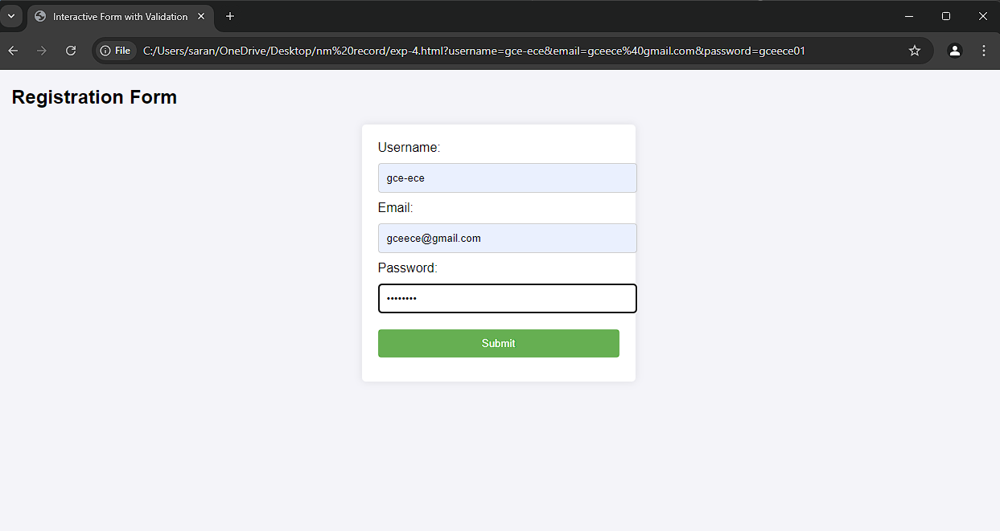 Interactive Form with Validation
File C:/Users/saran/OneDrive/Desktop/nm%20record/exp-4.html?username=gce-ece&email=gceece%40gmail.com&password=gceece01
Registration Form
Username:
gce-ece
Email:
gceece@gmail.com
Password:
••••••••
Submit